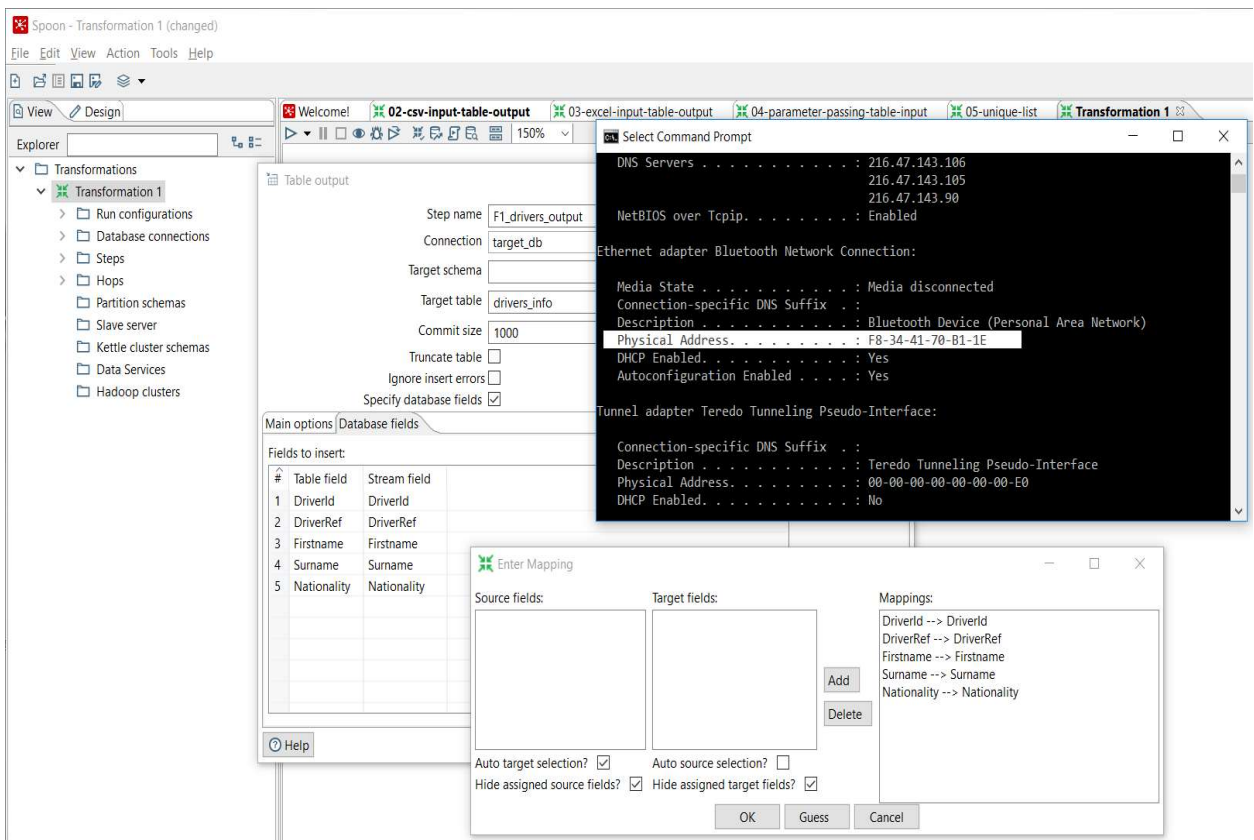 Spoon - Transformation 1 (changed)
File Edit View Action Tools Help
View Design
Explorer
Transformations
Transformation 1
Run configurations
Database connections
Steps
Hops
Partition schemas
Slave server
Kettle cluster schemas
Data Services
Hadoop clusters
Welcome! 02-csv-input-table-output 03-excel-input-table-output 04-parameter-passing-table-input 05-unique-list Transformation 1
150%
Table output
Step name F1_drivers_output
Connection target_db
Target schema
Target table drivers_info
Commit size 1000
Truncate table
Ignore insert errors
Specify database fields
Main options Database fields
Fields to insert:
# Table field Stream field
1 DriverId DriverId
2 DriverRef DriverRef
3 Firstname Firstname
4 Surname Surname
5 Nationality Nationality
Help
Select Command Prompt
DNS Servers . . . . . . . . . . . : 216.47.143.106
216.47.143.105
216.47.143.90
NetBIOS over Tcpip. . . . . . . . : Enabled
Ethernet adapter Bluetooth Network Connection:
Media State . . . . . . . . . . . : Media disconnected
Connection-specific DNS Suffix . :
Description . . . . . . . . . . . : Bluetooth Device (Personal Area Network)
Physical Address. . . . . . . . . : F8-34-41-70-B1-1E
DHCP Enabled. . . . . . . . . . . : Yes
Autoconfiguration Enabled . . . . : Yes
Tunnel adapter Teredo Tunneling Pseudo-Interface:
Connection-specific DNS Suffix . :
Description . . . . . . . . . . . : Teredo Tunneling Pseudo-Interface
Physical Address. . . . . . . . . : 00-00-00-00-00-00-00-E0
DHCP Enabled. . . . . . . . . . . : No
Enter Mapping
Source fields: Target fields: Mappings:
DriverId --> DriverId
DriverRef --> DriverRef
Firstname --> Firstname
Surname --> Surname
Nationality --> Nationality
Add
Delete
Auto target selection? Auto source selection?
Hide assigned source fields? Hide assigned target fields?
OK Guess Cancel